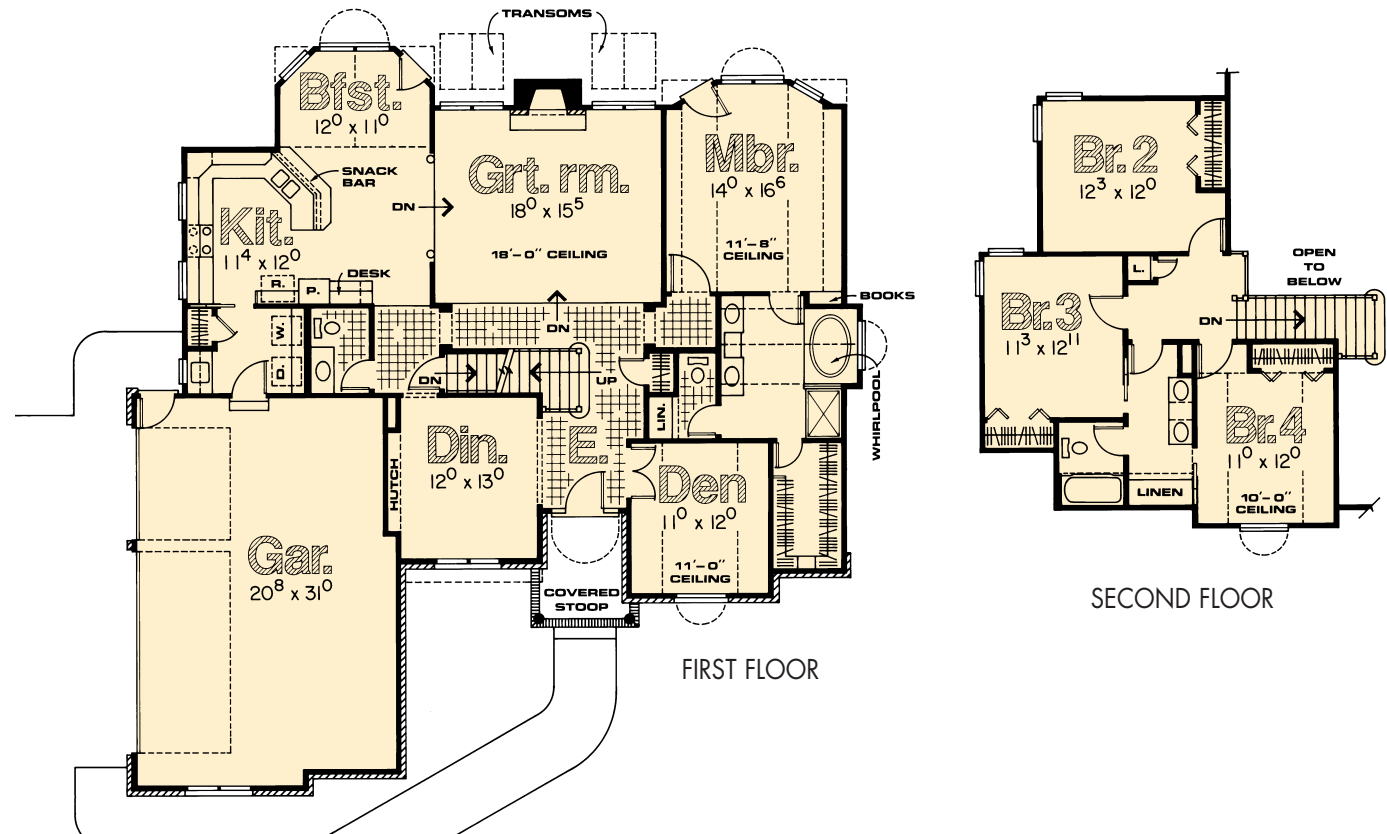 TRANSOMS
Bfst.
12⁰ x 11⁰
SNACK
BAR
Kit.
11⁴ x 12⁰
R.
P.
DESK
DN
Grt. rm.
18⁰ x 15⁵
18'-0" CEILING
DN
Mbr.
14⁰ x 16⁶
11'-8"
CEILING
BOOKS
WHIRLPOOL
W.
D.
DN
UP
LIN.
HUTCH
Din.
12⁰ x 13⁰
E.
Den
11⁰ x 12⁰
11'-0"
CEILING
Gar.
20⁸ x 31⁰
COVERED
STOOP
FIRST FLOOR
Br. 2
12³ x 12⁰
L.
OPEN
TO
BELOW
DN
Br. 3
11³ x 12¹¹
Br. 4
11⁰ x 12⁰
10'-0"
CEILING
LINEN
SECOND FLOOR